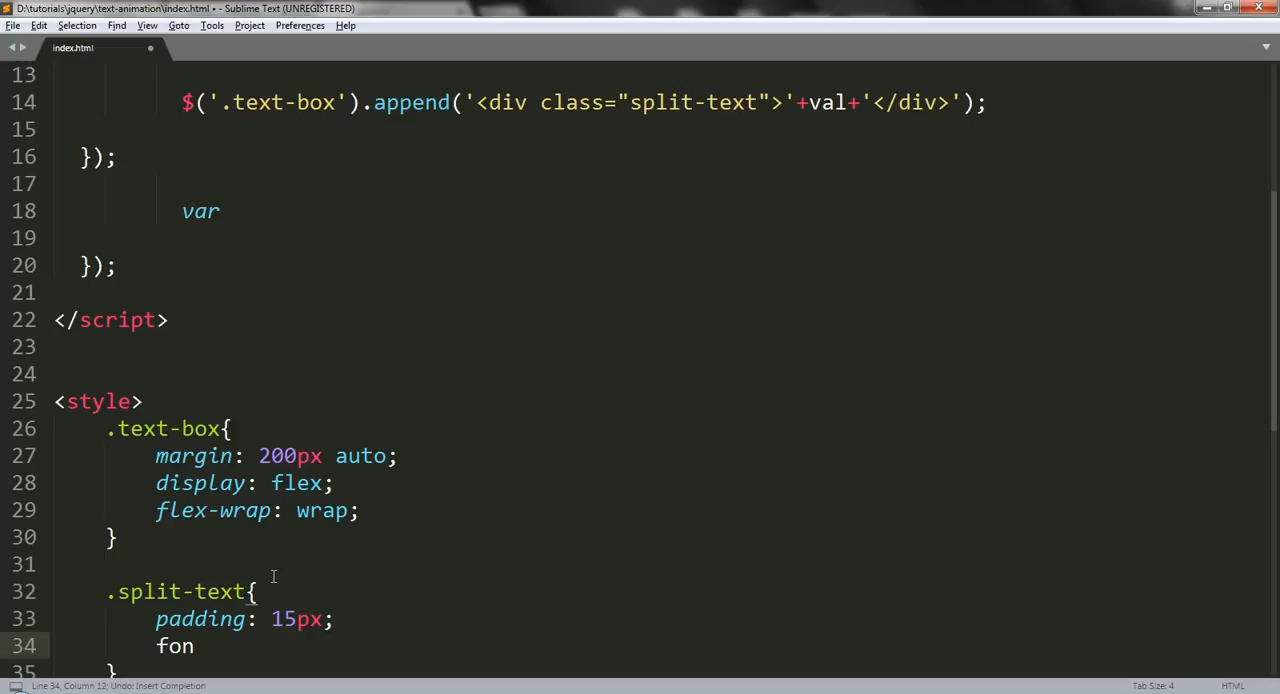 D:\tutorials\jquery\text-animation\index.html • - Sublime Text (UNREGISTERED)
File Edit Selection Find View Goto Tools Project Preferences Help
index.html
13
14 $('.text-box').append('<div class="split-text">'+val+'</div>');
15
16 });
17
18 var
19
20 });
21
22 </script>
23
24
25 <style>
26 .text-box{
27 margin: 200px auto;
28 display: flex;
29 flex-wrap: wrap;
30 }
31
32 .split-text{
33 padding: 15px;
34 fon
35 }
Line 34, Column 12; Undo: Insert Completion Tab Size: 4 HTML